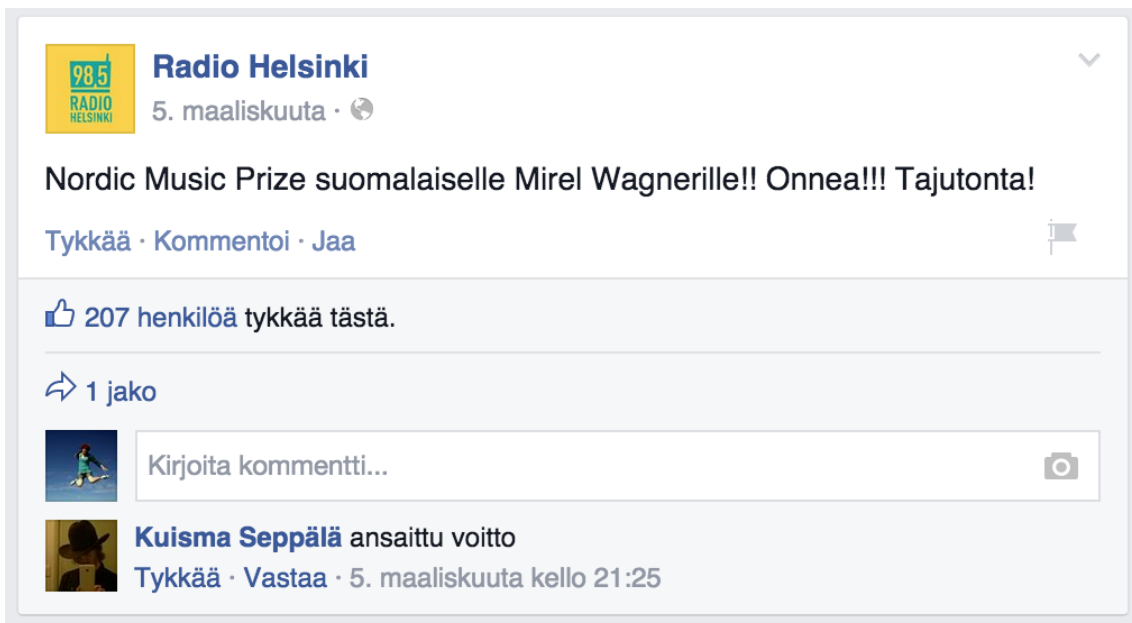 98.5
RADIO
HELSINKI
Radio Helsinki
5. maaliskuuta ·
Nordic Music Prize suomalaiselle Mirel Wagnerille!! Onnea!!! Tajutonta!
Tykkää · Kommentoi · Jaa
207 henkilöä tykkää tästä.
1 jako
Kirjoita kommentti...
Kuisma Seppälä ansaittu voitto
Tykkää · Vastaa · 5. maaliskuuta kello 21:25